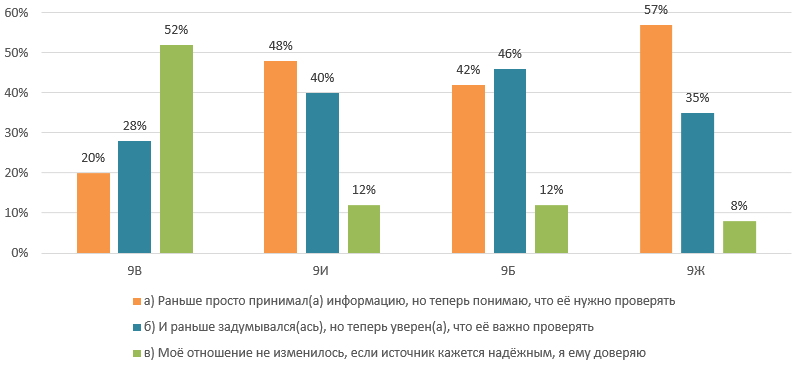 60%
50%
40%
30%
20%
10%
0%
20%
28%
52%
48%
40%
12%
42%
46%
12%
57%
35%
8%
9В
9И
9Б
9Ж
а) Раньше просто принимал(а) информацию, но теперь понимаю, что её нужно проверять
б) И раньше задумывался(ась), но теперь уверен(а), что её важно проверять
в) Моё отношение не изменилось, если источник кажется надёжным, я ему доверяю